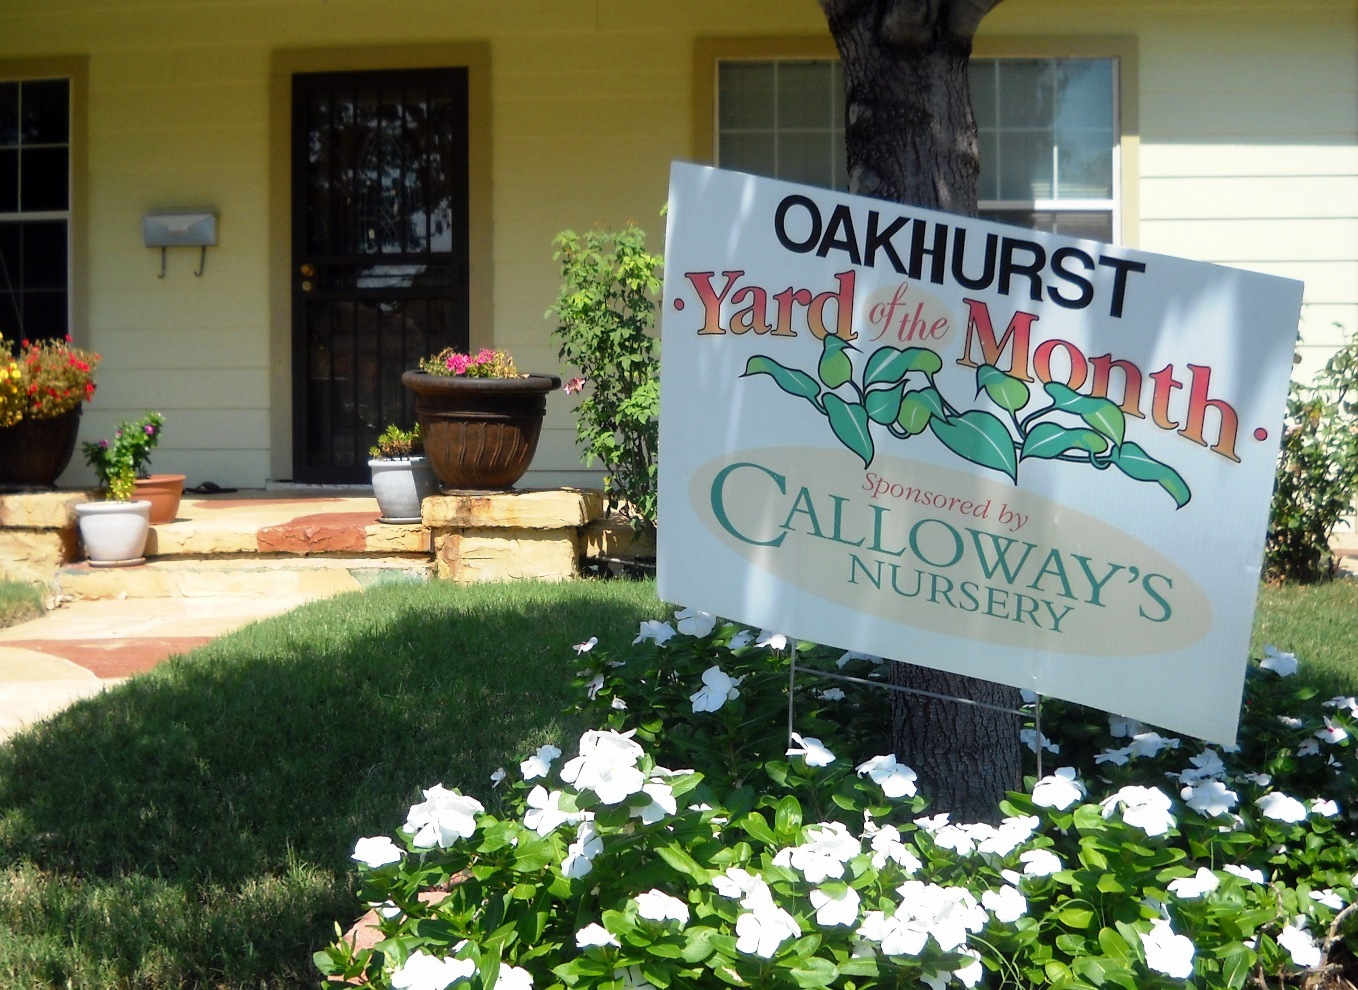 OAKHURST
• Yard of the Month •
Sponsored by
CALLOWAY'S
NURSERY